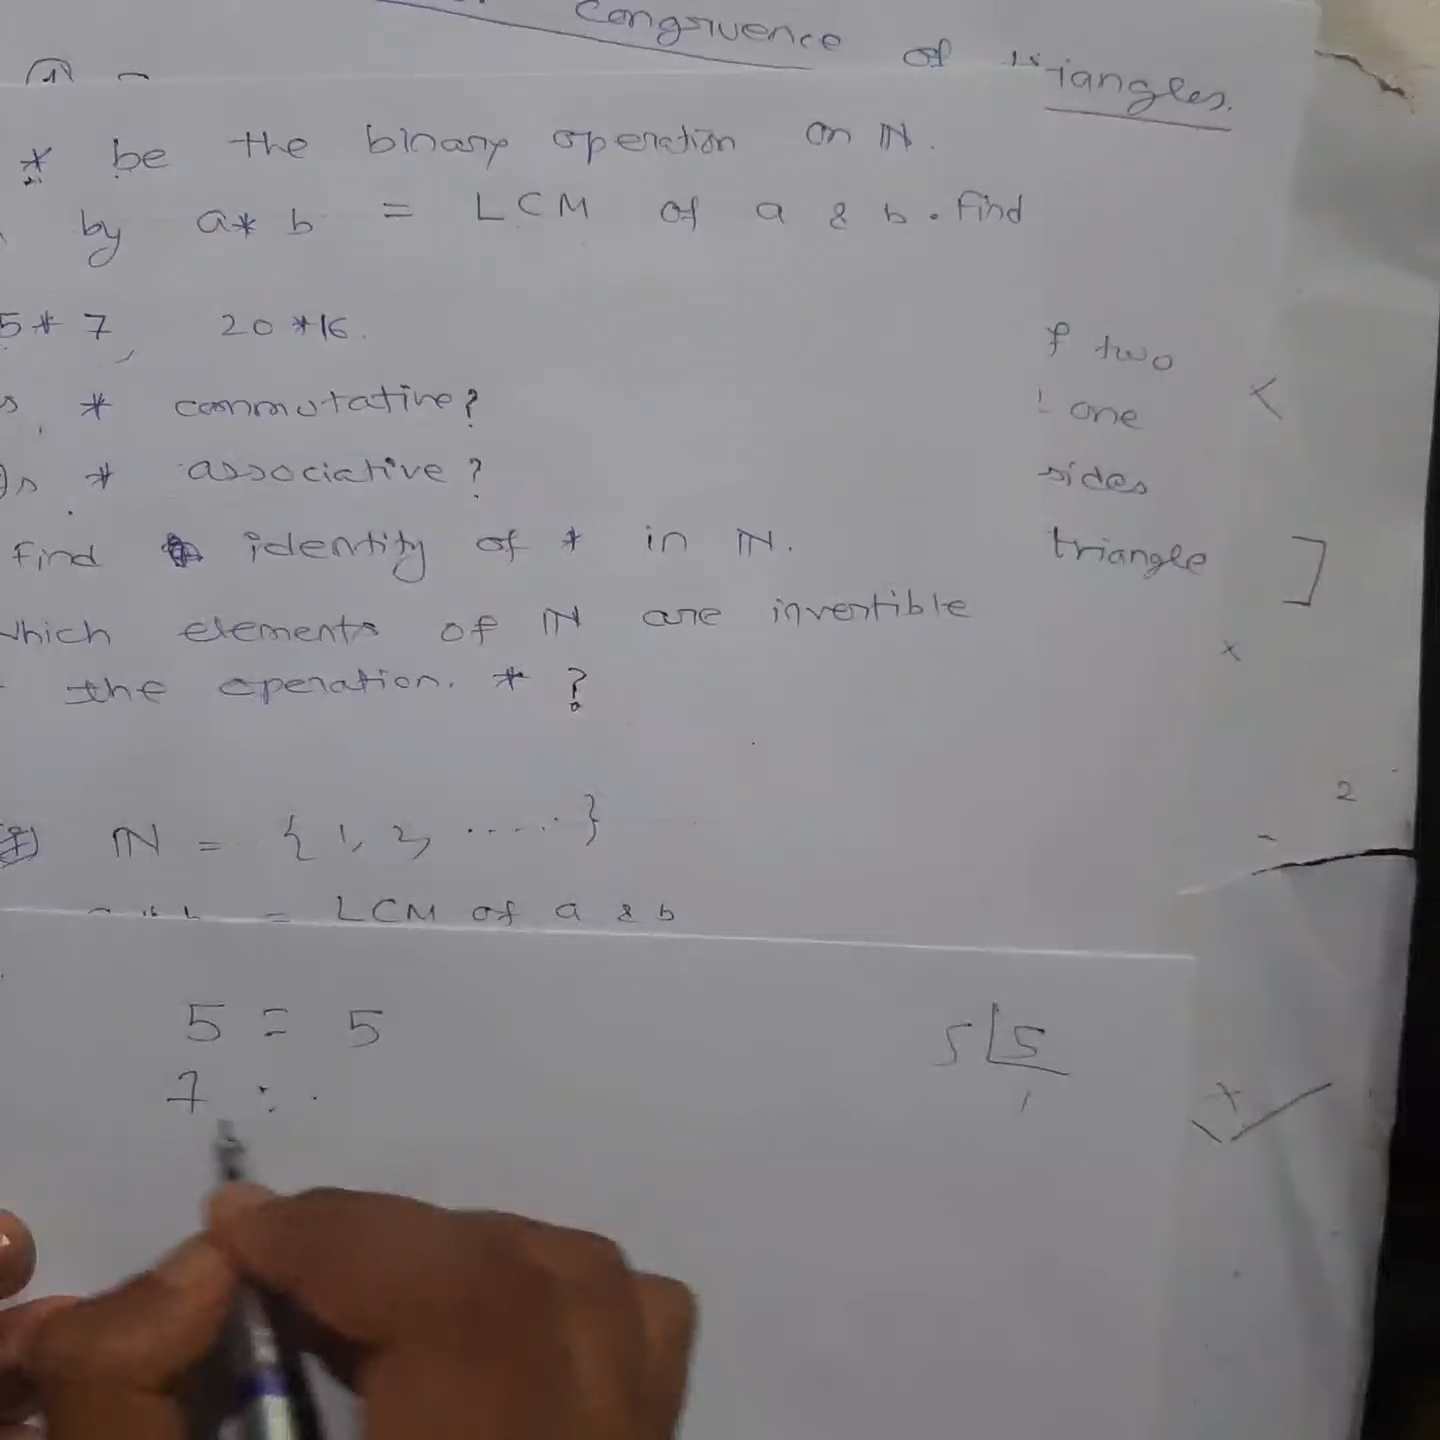 Congruence of triangles.
* be the binary operation on ℕ.
by a * b = LCM of a & b. Find
5 * 7, 20 * 16.
* commutative?
* associative?
Find identity of * in ℕ.
which elements of ℕ are invertible
the operation. * ?
f two
one
sides
triangle ]
ℕ = { 1, 2, ..... }
= LCM of a & b
5 = 5
7 :
5 5
1
2